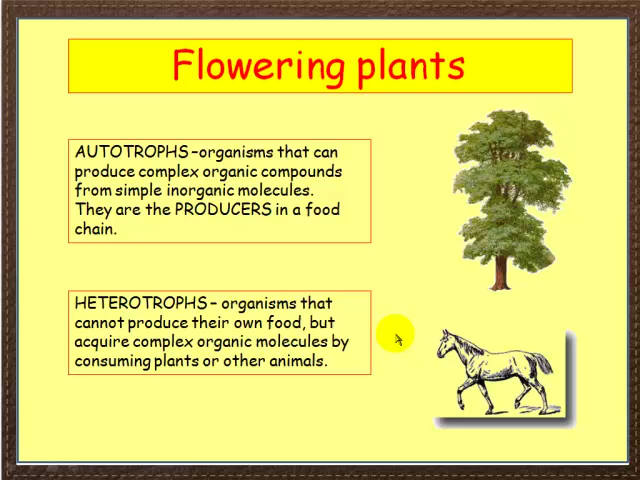 Flowering plants
AUTOTROPHS –organisms that can
produce complex organic compounds
from simple inorganic molecules.
They are the PRODUCERS in a food
chain.
HETEROTROPHS – organisms that
cannot produce their own food, but
acquire complex organic molecules by
consuming plants or other animals.